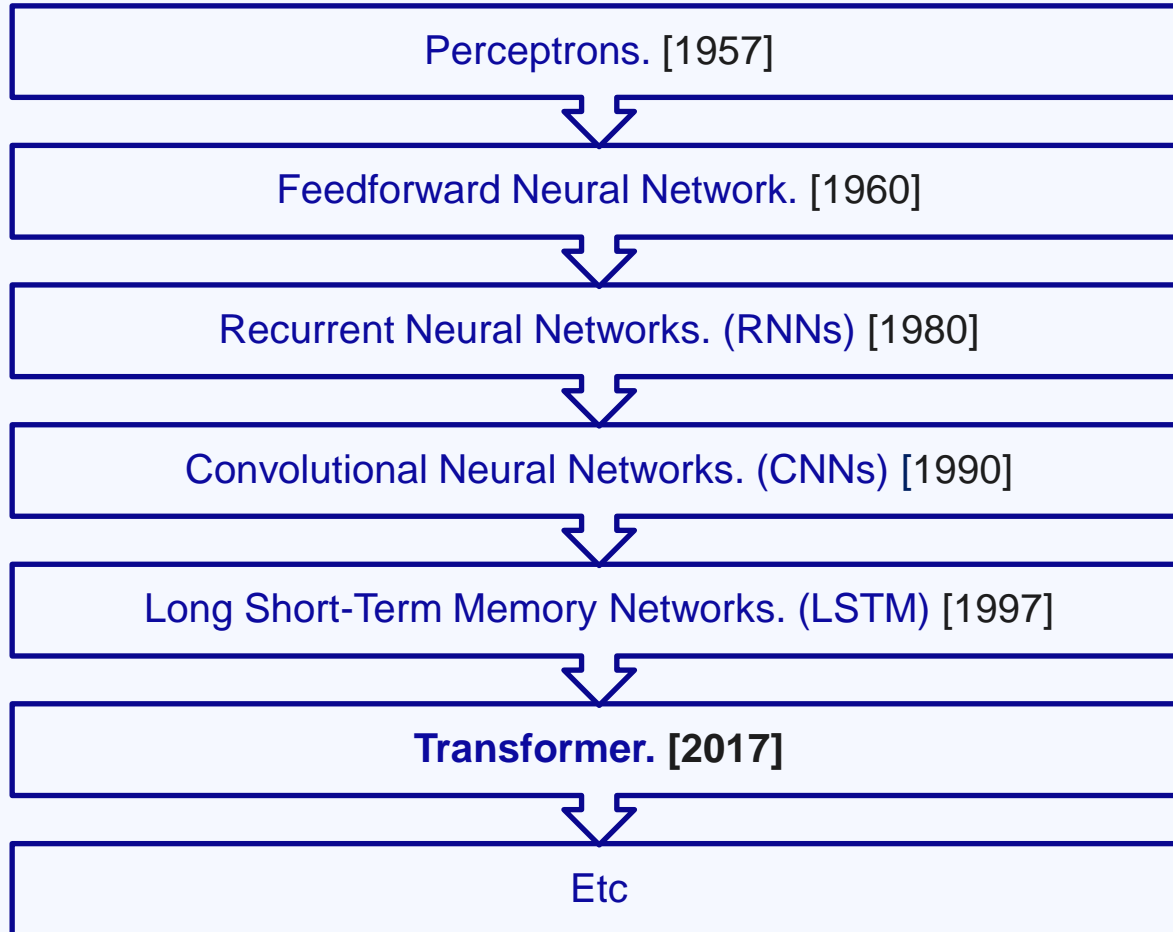 Perceptrons. [1957]
Feedforward Neural Network. [1960]
Recurrent Neural Networks. (RNNs) [1980]
Convolutional Neural Networks. (CNNs) [1990]
Long Short-Term Memory Networks. (LSTM) [1997]
Transformer. [2017]
Etc